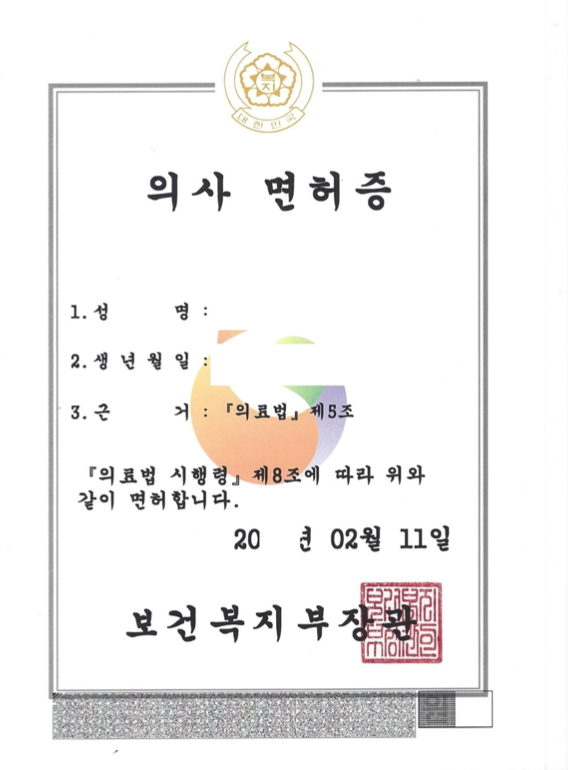 복지
대한민국
의사 면허증
1. 성 명 :
2. 생 년 월 일 :
3. 근 거 : 『의료법』 제5조
『의료법 시행령』 제8조에 따라 위와
같이 면허합니다.
20 년 02월 11일
보건복지부장관